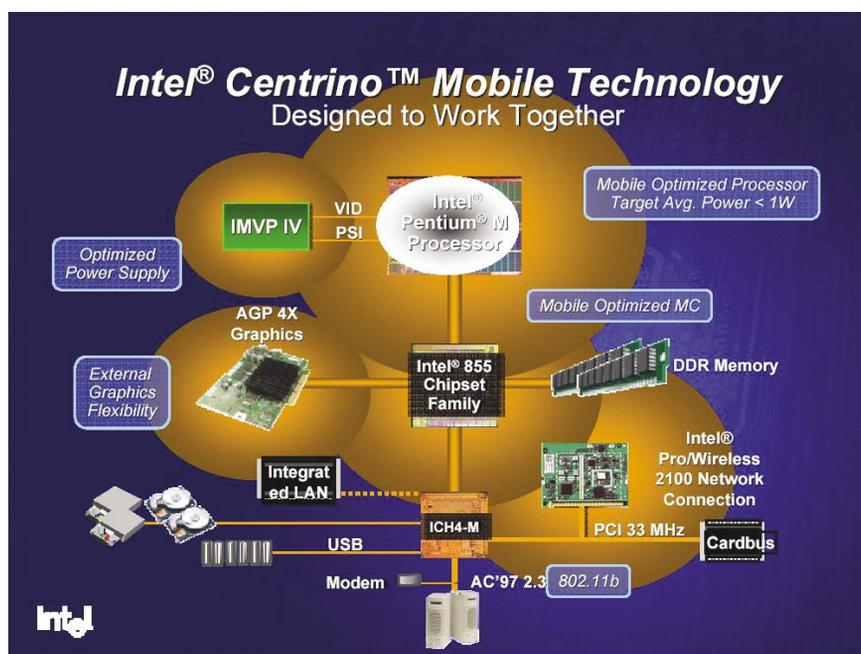 Intel® Centrino™ Mobile Technology
Designed to Work Together
Mobile Optimized Processor
Target Avg. Power < 1W
Intel®
Pentium® M
Processor
VID
PSI
IMVP IV
Optimized
Power Supply
Mobile Optimized MC
AGP 4X
Graphics
External
Graphics
Flexibility
Intel® 855
Chipset
Family
DDR Memory
Intel®
Pro/Wireless
2100 Network
Connection
Integrat
ed LAN
ICH4-M
PCI 33 MHz
Cardbus
USB
Modem
AC'97 2.3
802.11b
intel